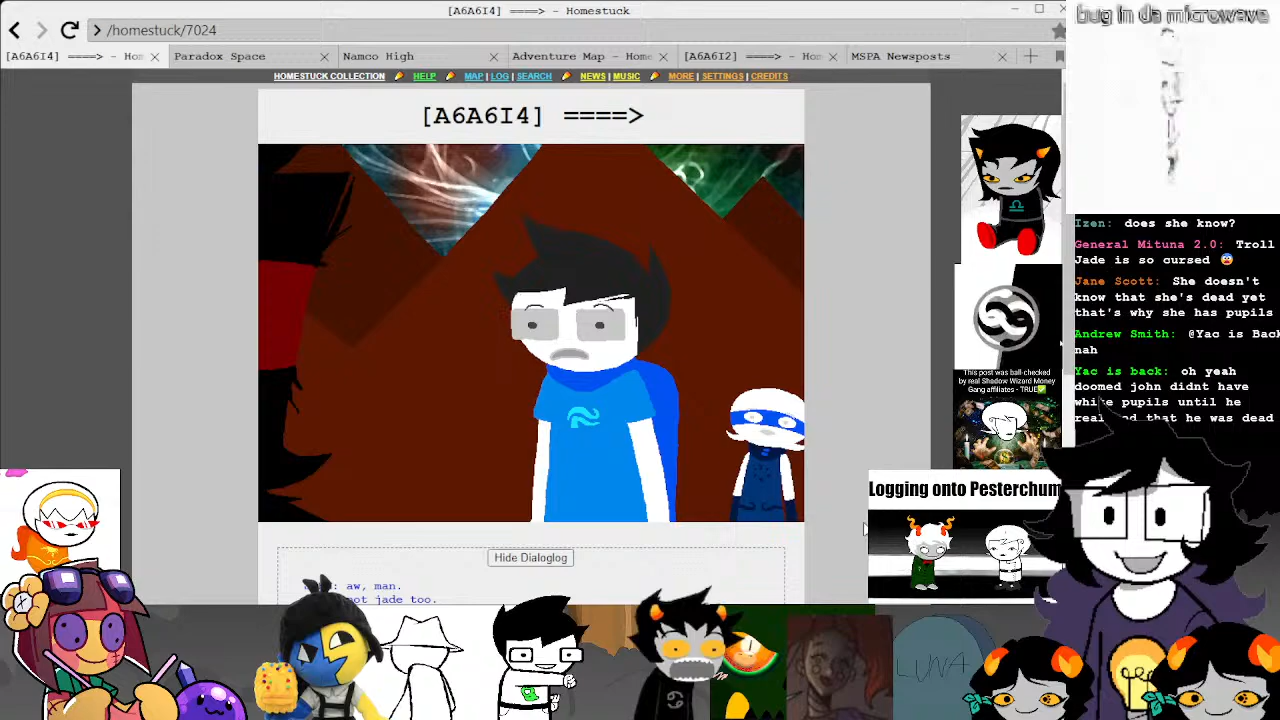 [A6A6I4] ====> - Homestuck
/homestuck/7024
[A6A6I4] ====> - Hom
Paradox Space
Namco High
Adventure Map - Home
[A6A6I2] ====> - Hom
MSPA Newsposts
HOMESTUCK COLLECTION
HELP
MAP | LOG | SEARCH
NEWS | MUSIC
MORE | SETTINGS | CREDITS
[A6A6I4] ====>
Hide Dialoglog
: aw, man.
not jade too.
bug in da microwave
Izen: does she know?
General Mituna 2.0: Troll
Jade is so cursed 😨
Jane Scott: She doesn't
know that she's dead yet
that's why she has pupils
Andrew Smith: @Yac is Back
nah
Yac is back: oh yeah
doomed john didnt have
white pupils until he
that he was dead
This post was ball-checked
by real Shadow Wizard Money
Gang affiliates - TRUE✅
Logging onto Pesterchum
LUNA